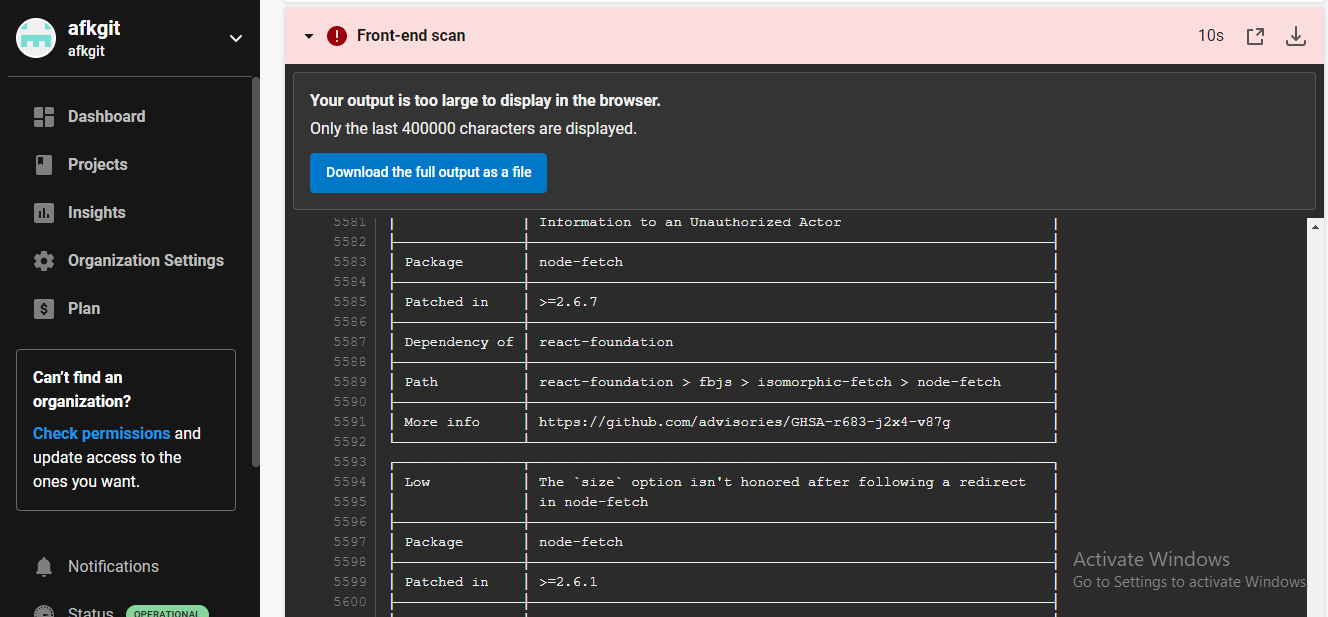 afkgit
afkgit
Dashboard
Projects
Insights
Organization Settings
Plan
Can't find an
organization?
Check permissions and
update access to the
ones you want.
Notifications
Status OPERATIONAL
Front-end scan 10s
Your output is too large to display in the browser.
Only the last 400000 characters are displayed.
Download the full output as a file
5581 Information to an Unauthorized Actor
5582
5583 Package node-fetch
5584
5585 Patched in >=2.6.7
5586
5587 Dependency of react-foundation
5588
5589 Path react-foundation > fbjs > isomorphic-fetch > node-fetch
5590
5591 More info https://github.com/advisories/GHSA-r683-j2x4-v87g
5592
5593
5594 Low The `size` option isn't honored after following a redirect
5595 in node-fetch
5596
5597 Package node-fetch
5598
5599 Patched in >=2.6.1
5600
Activate Windows
Go to Settings to activate Windows